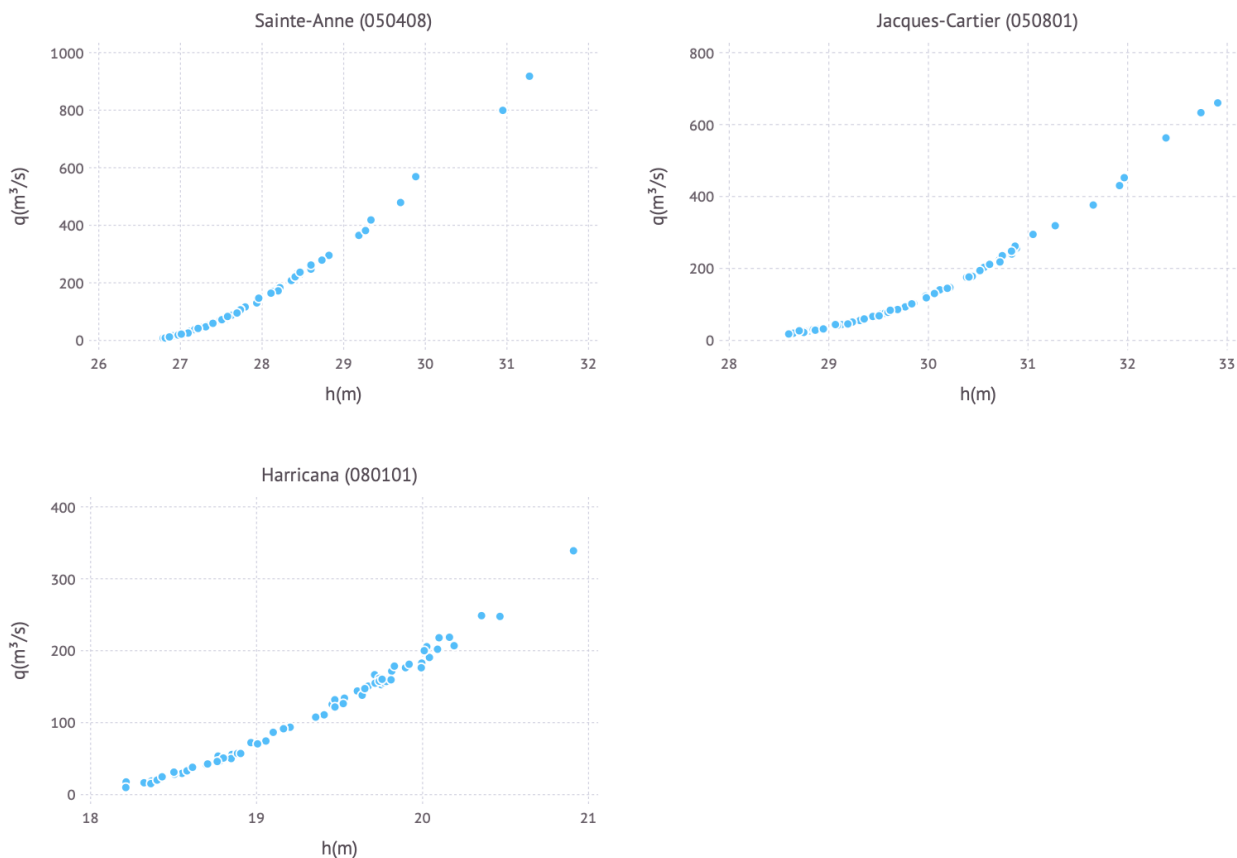 Sainte-Anne (050408)
1000
800
600
400
200
0
26 27 28 29 30 31 32
h(m)
q(m³/s)
Jacques-Cartier (050801)
800
600
400
200
0
28 29 30 31 32 33
h(m)
q(m³/s)
Harricana (080101)
400
300
200
100
0
18 19 20 21
h(m)
q(m³/s)